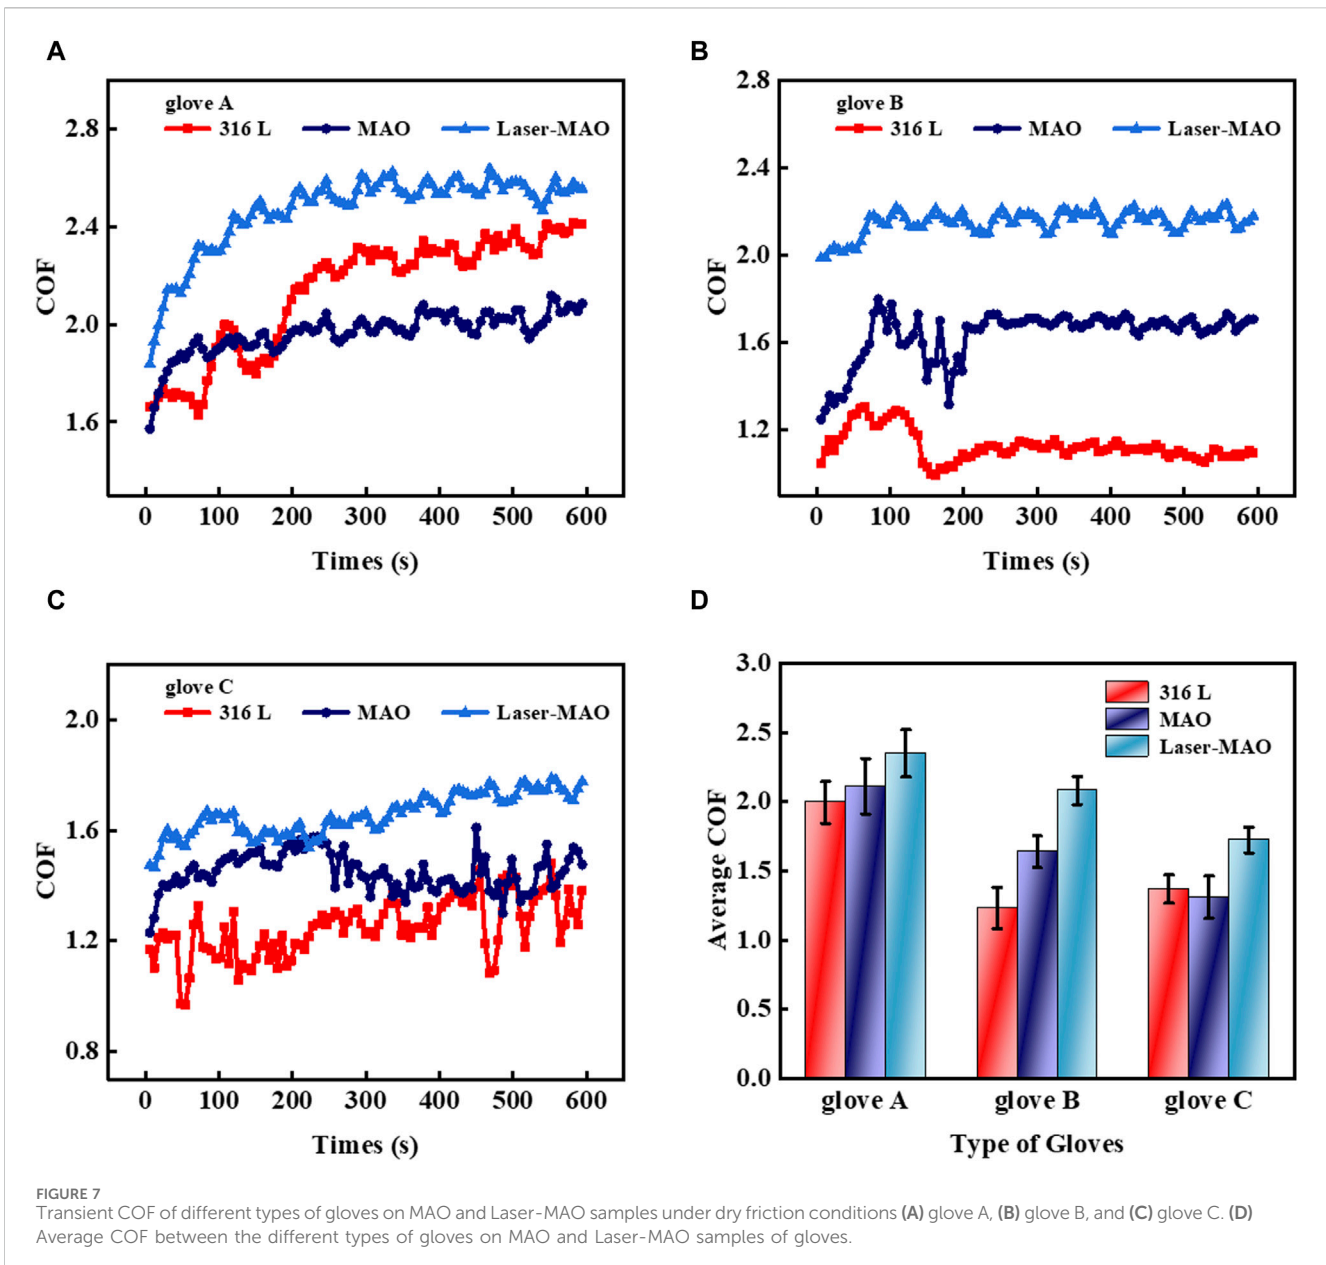 A
glove A
316 L MAO Laser-MAO
2.8
2.4
2.0
1.6
COF
0 100 200 300 400 500 600
Times (s)
B
2.8
glove B
316 L MAO Laser-MAO
2.4
2.0
1.6
1.2
COF
0 100 200 300 400 500 600
Times (s)
C
glove C
316 L MAO Laser-MAO
2.0
1.6
1.2
0.8
COF
0 100 200 300 400 500 600
Times (s)
D
3.0
2.5
2.0
1.5
1.0
0.5
0.0
Average COF
316 L
MAO
Laser-MAO
glove A glove B glove C
Type of Gloves
FIGURE 7
Transient COF of different types of gloves on MAO and Laser-MAO samples under dry friction conditions (A) glove A, (B) glove B, and (C) glove C. (D)
Average COF between the different types of gloves on MAO and Laser-MAO samples of gloves.